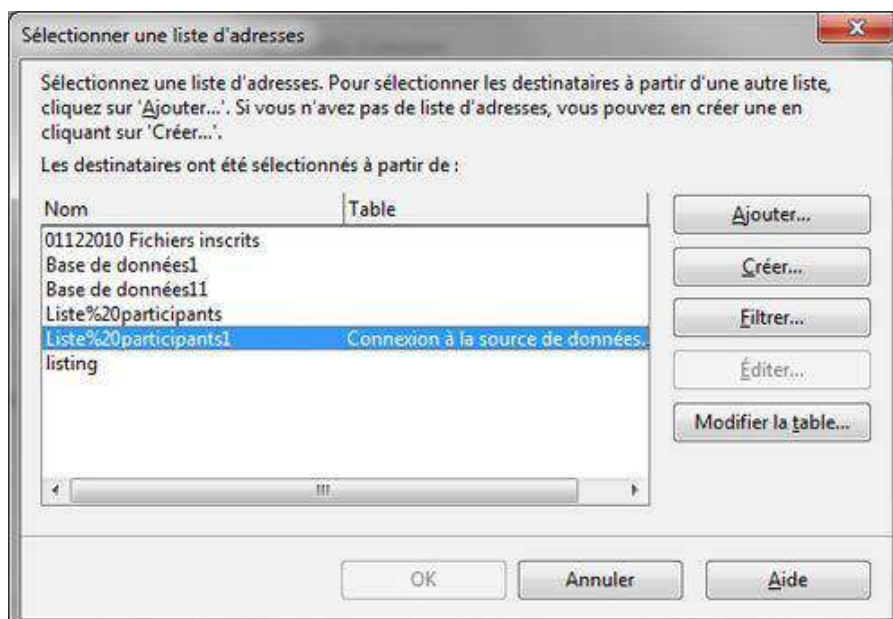 Sélectionner une liste d'adresses
Sélectionnez une liste d'adresses. Pour sélectionner les destinataires à partir d'une autre liste,
cliquez sur 'Ajouter...'. Si vous n'avez pas de liste d'adresses, vous pouvez en créer une en
cliquant sur 'Créer...'.
Les destinataires ont été sélectionnés à partir de :
Nom Table
01122010 Fichiers inscrits
Base de données1
Base de données11
Liste%20participants
Liste%20participants1 Connexion à la source de données.
listing
Ajouter...
Créer...
Filtrer...
Éditer...
Modifier la table...
OK Annuler Aide